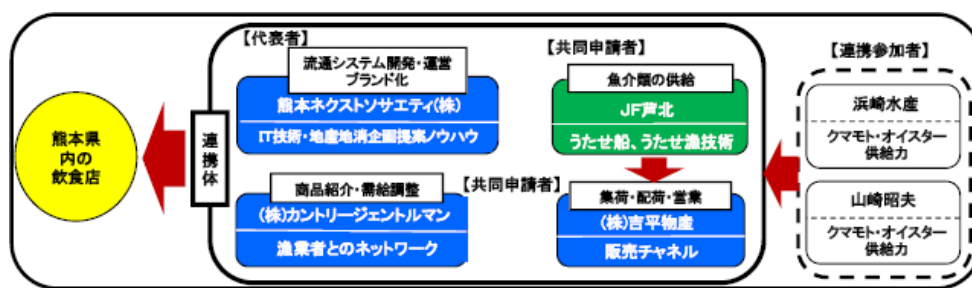 【代表者】
流通システム開発・運営
ブランド化
熊本ネクストソサエティ(株)
IT技術・地産地消企画提案ノウハウ
【共同申請者】
魚介類の供給
JF芦北
うたせ船、うたせ漁技術
【連携参加者】
浜崎水産
クマモト・オイスター
供給力
山崎昭夫
クマモト・オイスター
供給力
熊本県
内の
飲食店
連携体
商品紹介・需給調整
(株)カントリージェントルマン
漁業者とのネットワーク
【共同申請者】
集荷・配荷・営業
(株)吉平物産
販売チャネル